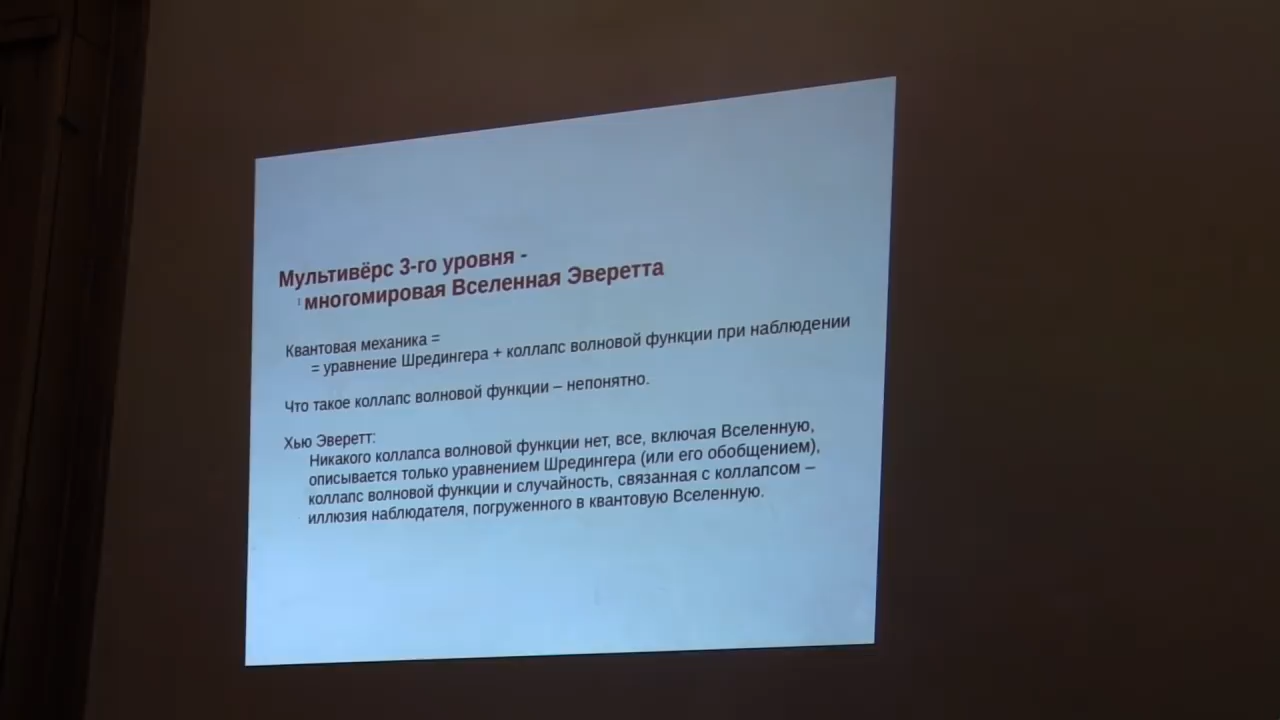 Мультивёрс 3-го уровня -
многомировая Вселенная Эверетта
Квантовая механика =
= уравнение Шредингера + коллапс волновой функции при наблюдении
Что такое коллапс волновой функции – непонятно.
Хью Эверетт:
Никакого коллапса волновой функции нет, все, включая Вселенную,
описывается только уравнением Шредингера (или его обобщением),
коллапс волновой функции и случайность, связанная с коллапсом –
иллюзия наблюдателя, погруженного в квантовую Вселенную.